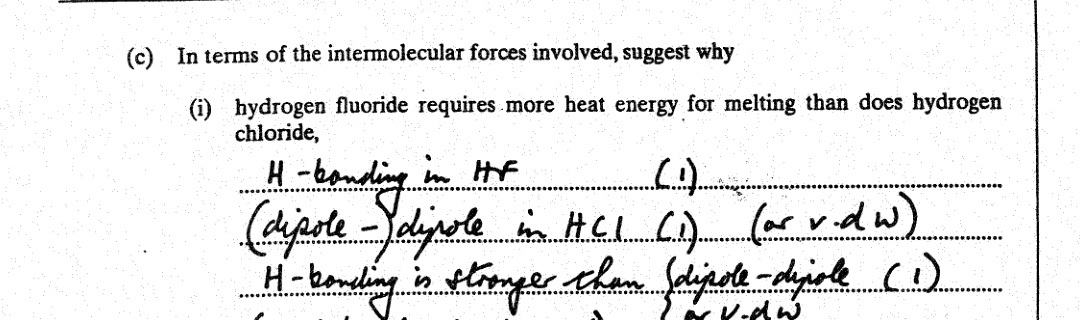 (c) In terms of the intermolecular forces involved, suggest why
(i) hydrogen fluoride requires more heat energy for melting than does hydrogen
chloride,
H-bonding in HF (1)
(dipole-)dipole in HCl (1) (or v.dW)
H-bonding is stronger than {dipole-dipole (1)
or v.dW